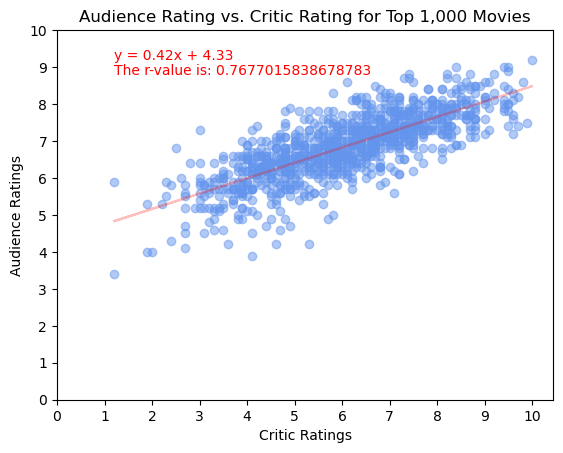 Audience Rating vs. Critic Rating for Top 1,000 Movies
10
y = 0.42x + 4.33
The r-value is: 0.7677015838678783
9
8
7
6
5
4
3
2
1
0
Audience Ratings
0 1 2 3 4 5 6 7 8 9 10
Critic Ratings